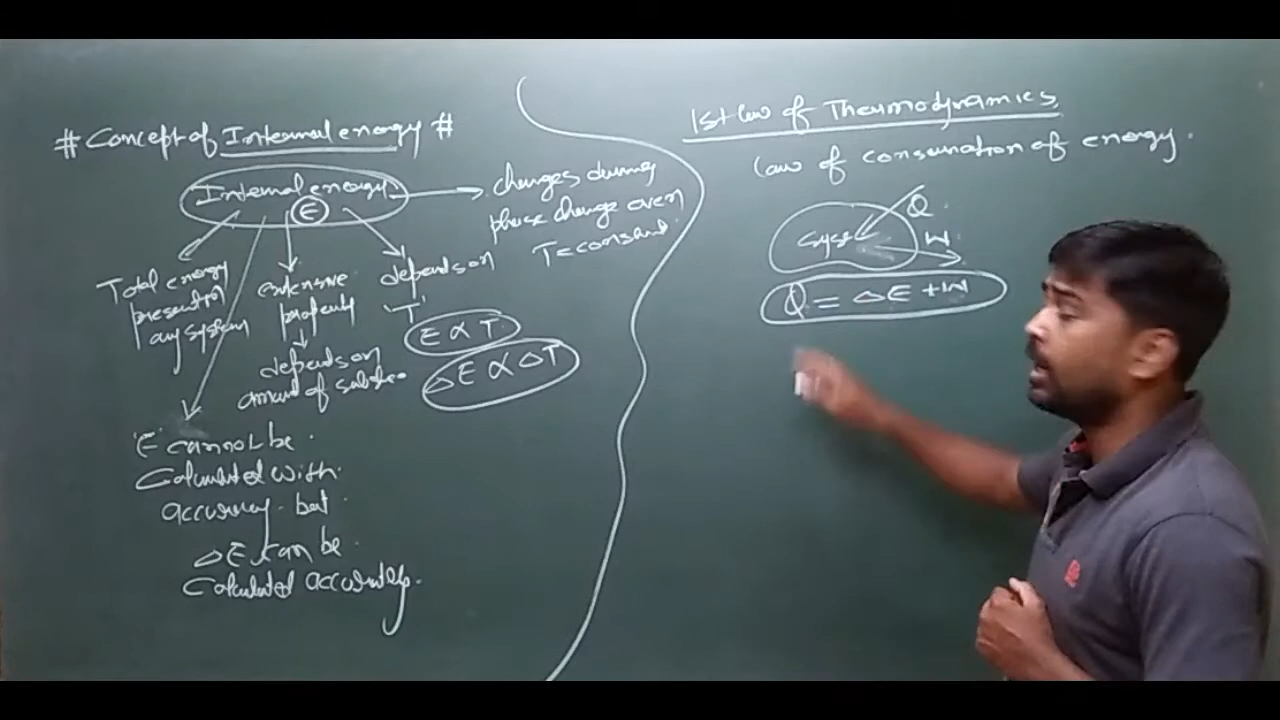 # Concept of Internal energy #
Internal energy
E
changes during
phase change even
T = constant
Total energy
present in
any system
extensive
property
depends on
amount of
depends on
'T'
E ∝ T
ΔE ∝ ΔT
'E' cannot be
Calculated with
accuracy but
ΔE can be
Calculated accurately.
1st law of Thermodynamics
Law of conservation of energy.
Syst
Q
W
Q = ΔE + W